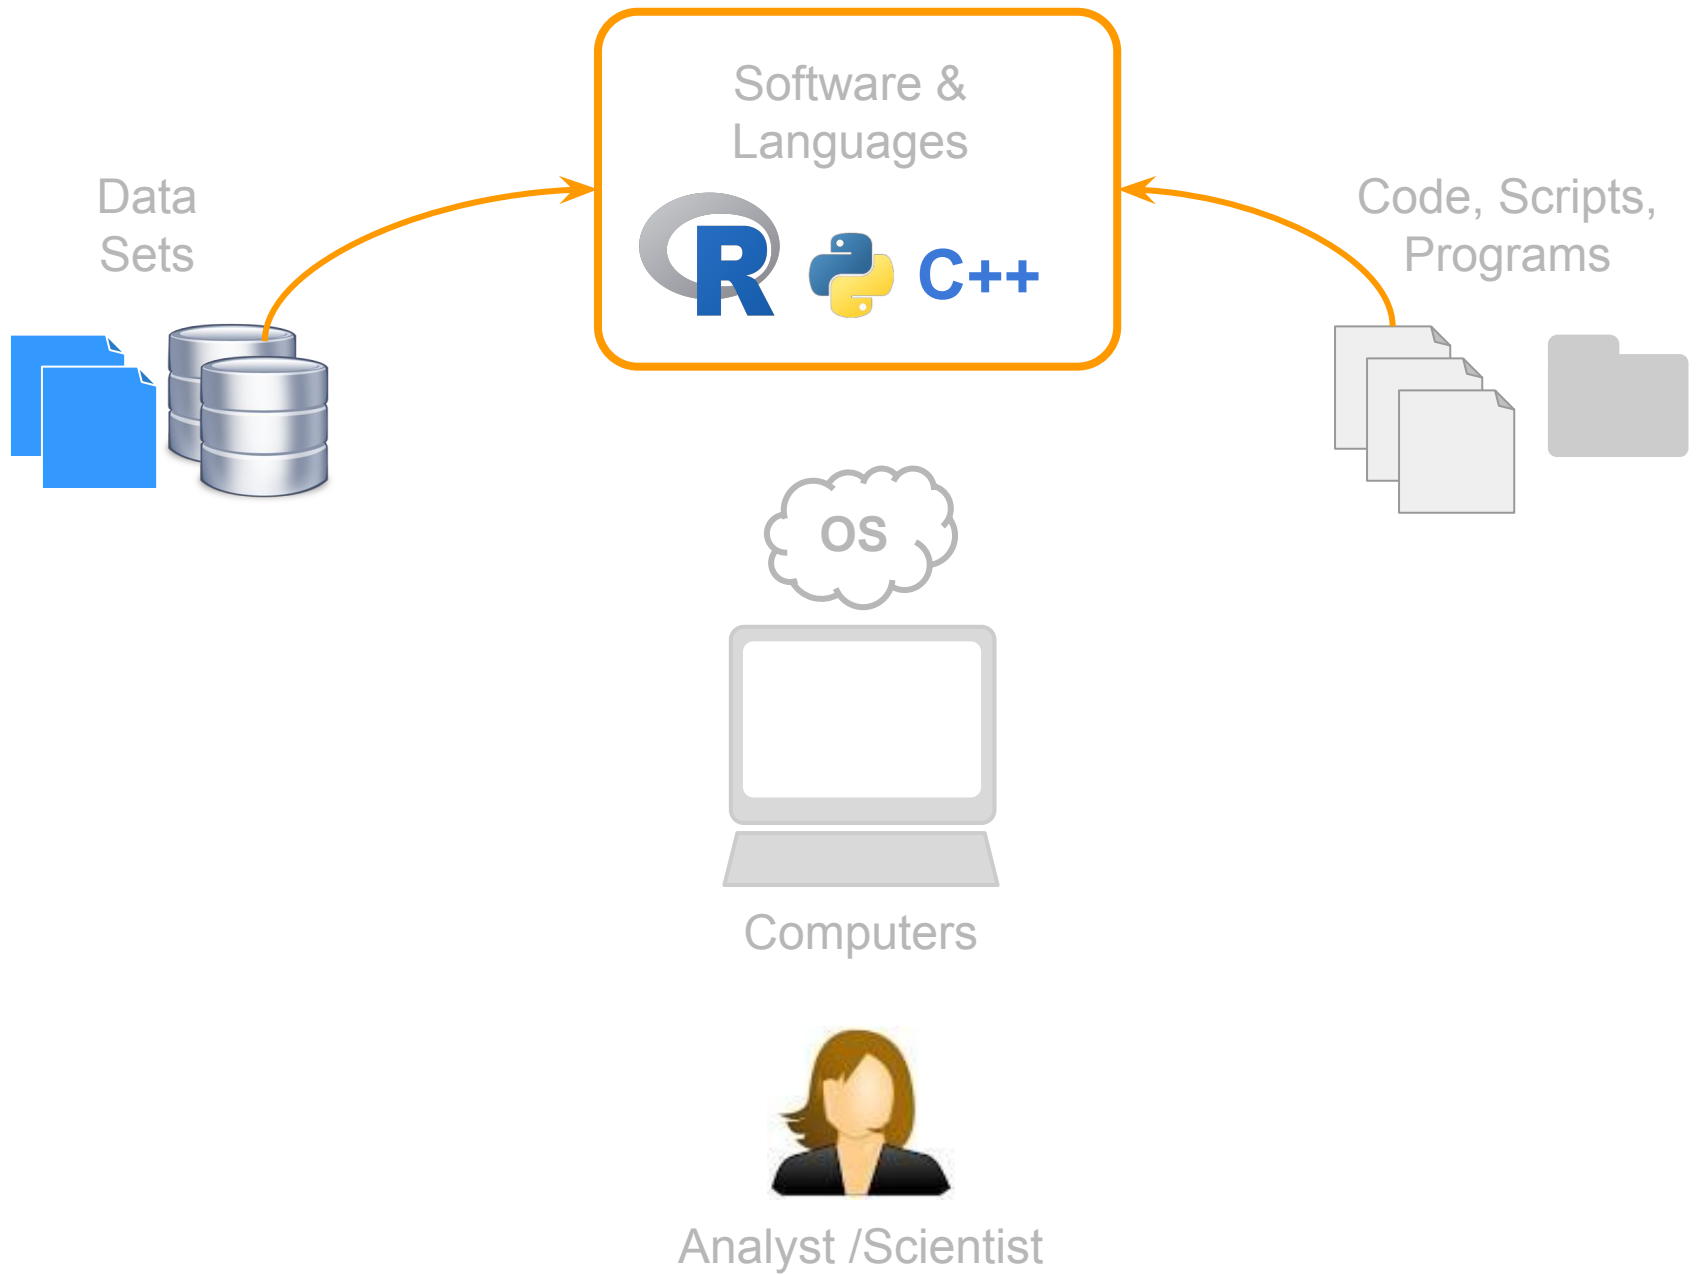 Software &
Languages
Data
Sets
Code, Scripts,
Programs
R
C++
OS
Computers
Analyst /Scientist